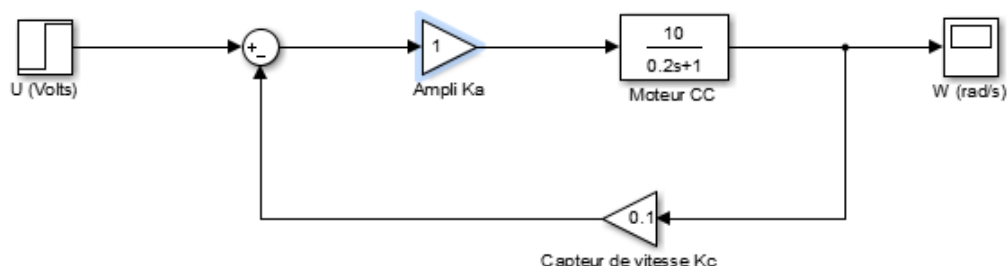 U (Volts)
+
−
1
Ampli Ka
10
0.2s+1
Moteur CC
W (rad/s)
0.1
Capteur de vitesse Kc